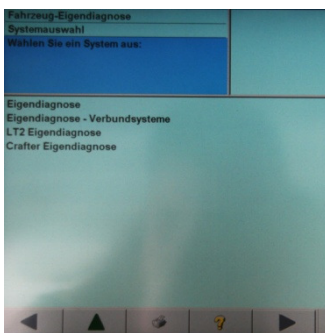 Fahrzeug-Eigendiagnose
Systemauswahl
Wählen Sie ein System aus:
Eigendiagnose
Eigendiagnose - Verbundsysteme
LT2 Eigendiagnose
Crafter Eigendiagnose
?